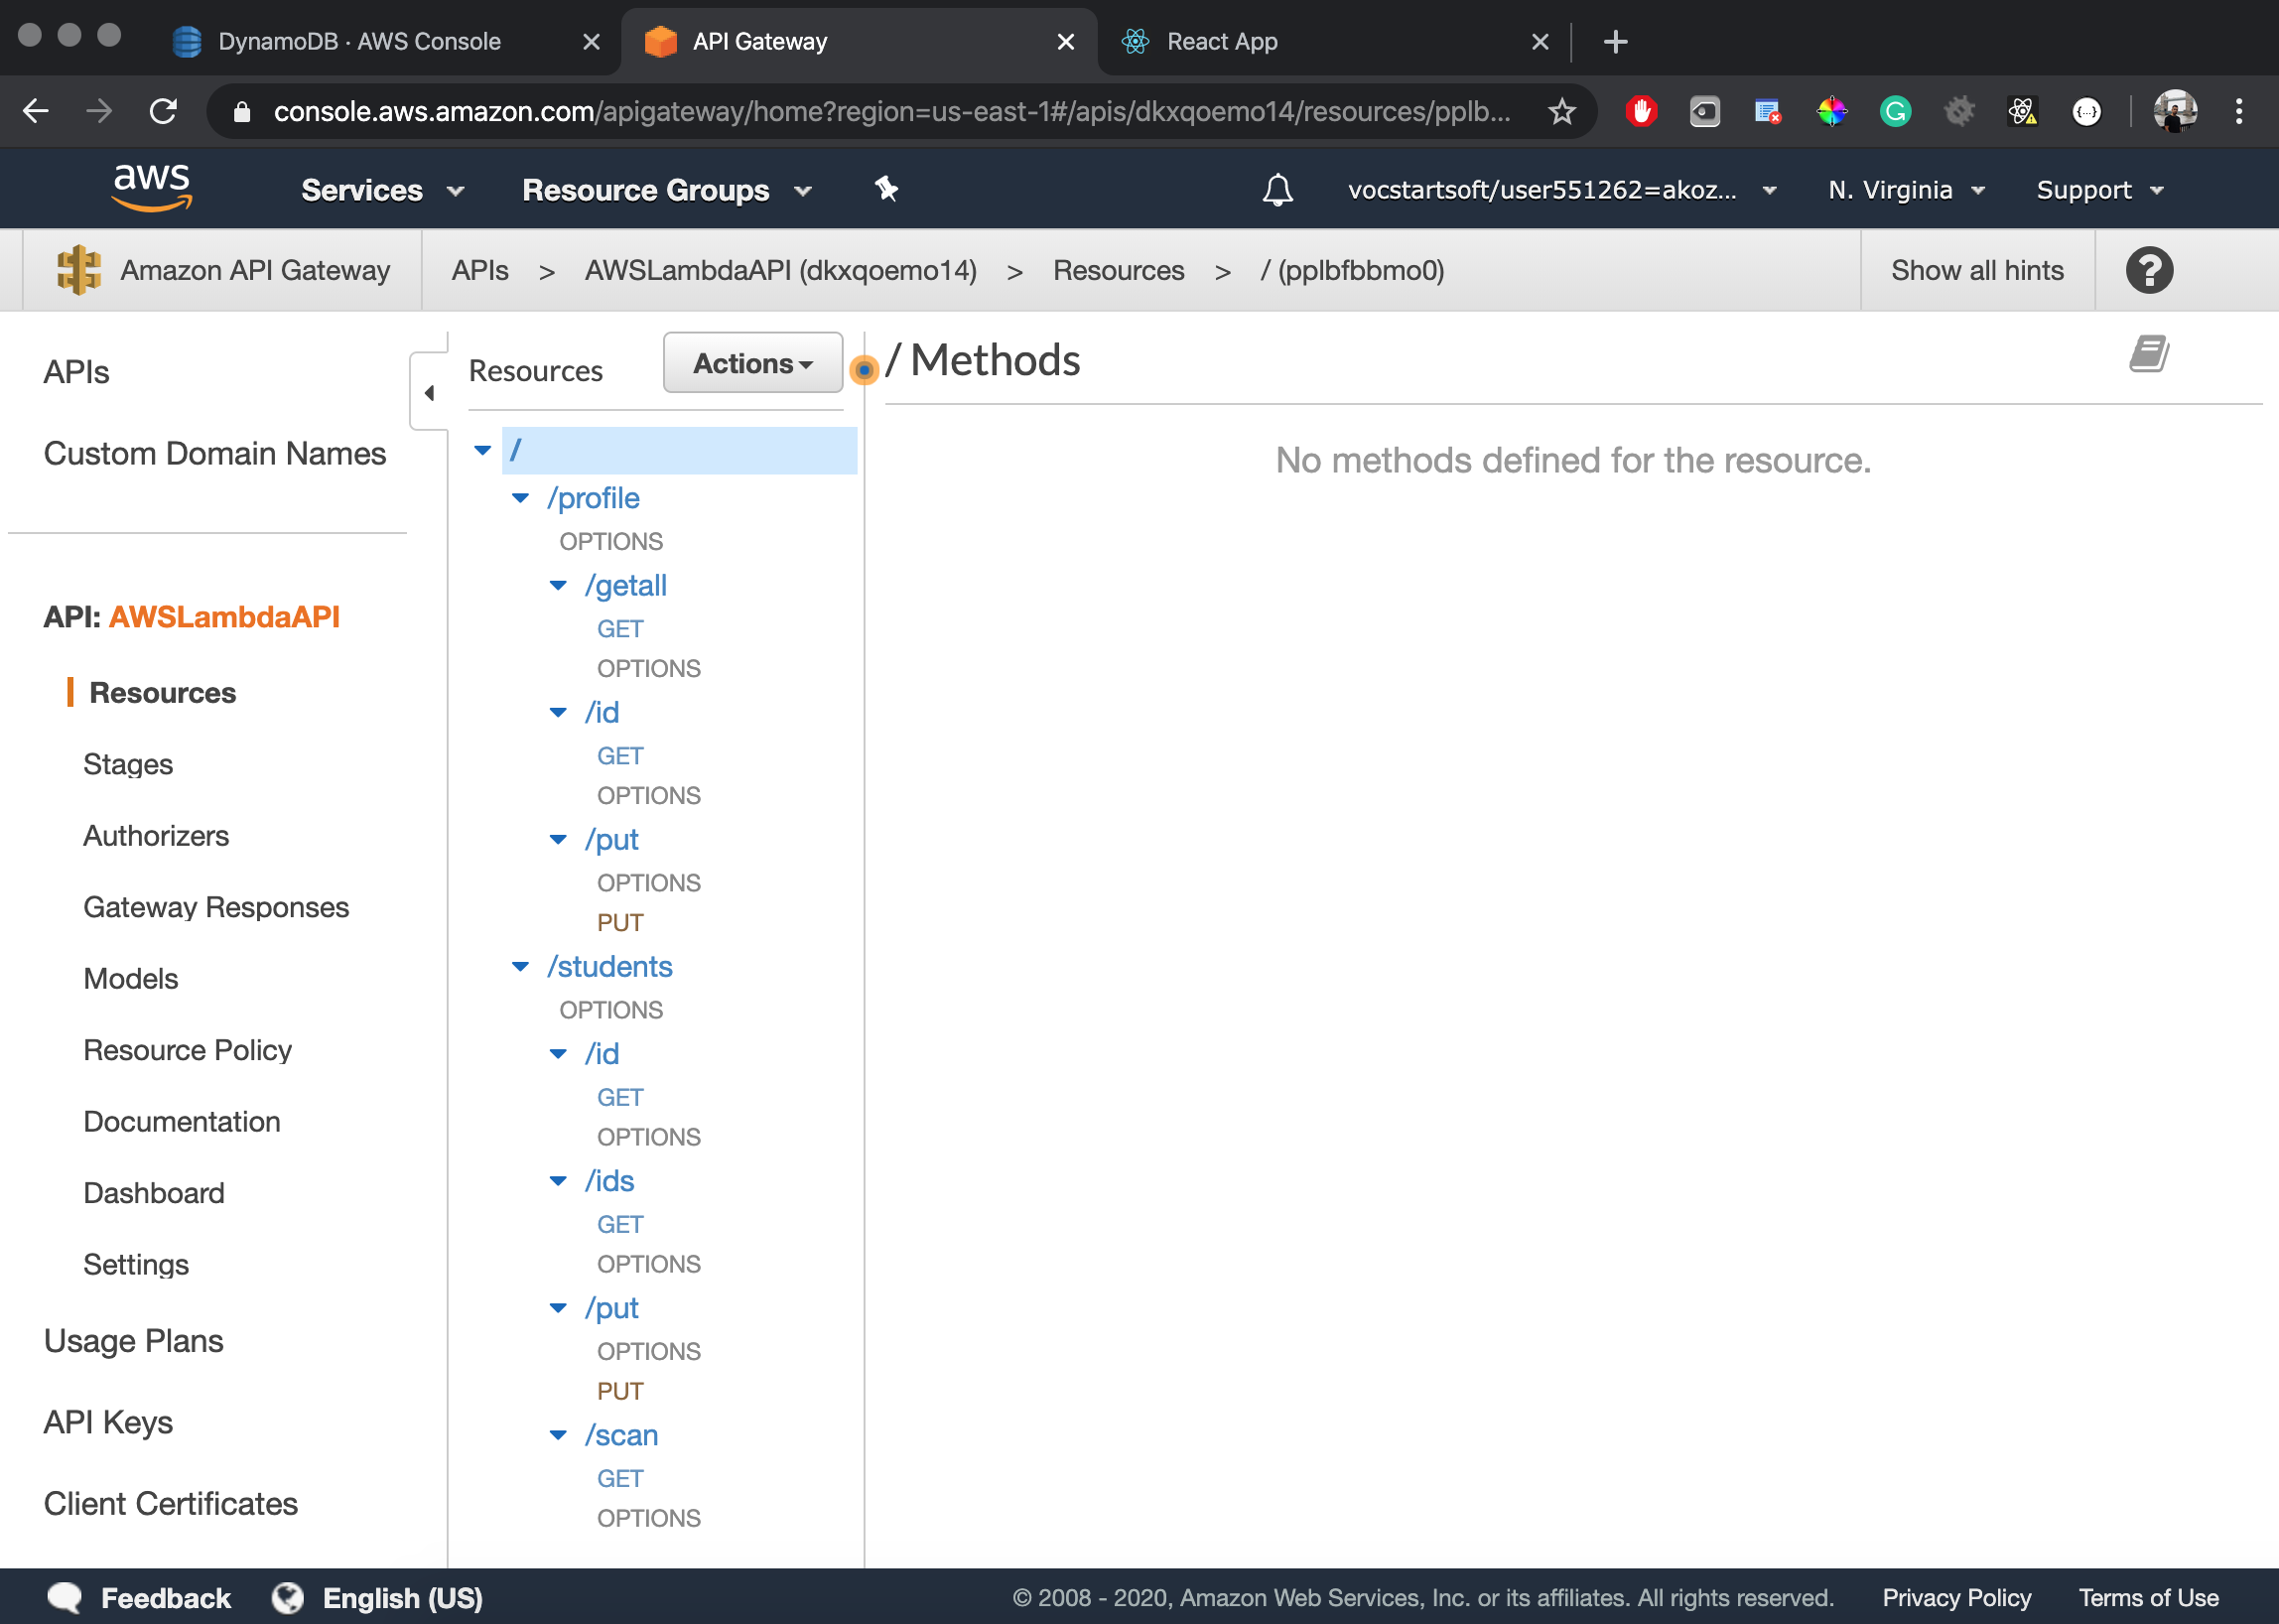 DynamoDB · AWS Console
API Gateway
React App
console.aws.amazon.com/apigateway/home?region=us-east-1#/apis/dkxqoemo14/resources/pplb...
aws
Services
Resource Groups
vocstartsoft/user551262=akoz...
N. Virginia
Support
Amazon API Gateway
APIs > AWSLambdaAPI (dkxqoemo14) > Resources > / (pplbfbbmo0)
Show all hints
?
APIs
Custom Domain Names
API: AWSLambdaAPI
Resources
Stages
Authorizers
Gateway Responses
Models
Resource Policy
Documentation
Dashboard
Settings
Usage Plans
API Keys
Client Certificates
Resources
Actions
/
/profile
OPTIONS
/getall
GET
OPTIONS
/id
GET
OPTIONS
/put
OPTIONS
PUT
/students
OPTIONS
/id
GET
OPTIONS
/ids
GET
OPTIONS
/put
OPTIONS
PUT
/scan
GET
OPTIONS
/ Methods
No methods defined for the resource.
Feedback
English (US)
© 2008 - 2020, Amazon Web Services, Inc. or its affiliates. All rights reserved.
Privacy Policy
Terms of Use